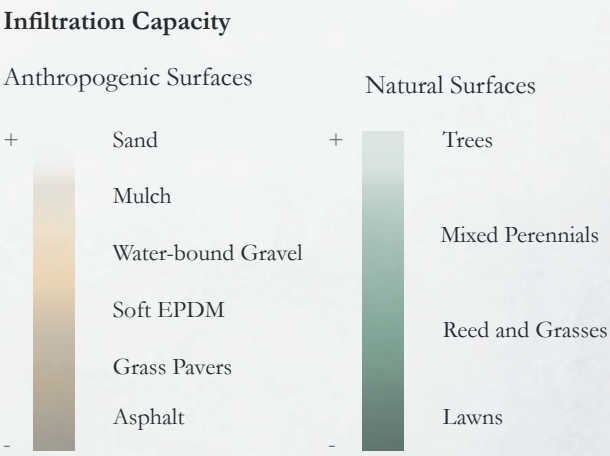 Infiltration Capacity
Anthropogenic Surfaces
+
Sand
Mulch
Water-bound Gravel
Soft EPDM
Grass Pavers
Asphalt
-
Natural Surfaces
+
Trees
Mixed Perennials
Reed and Grasses
Lawns
-